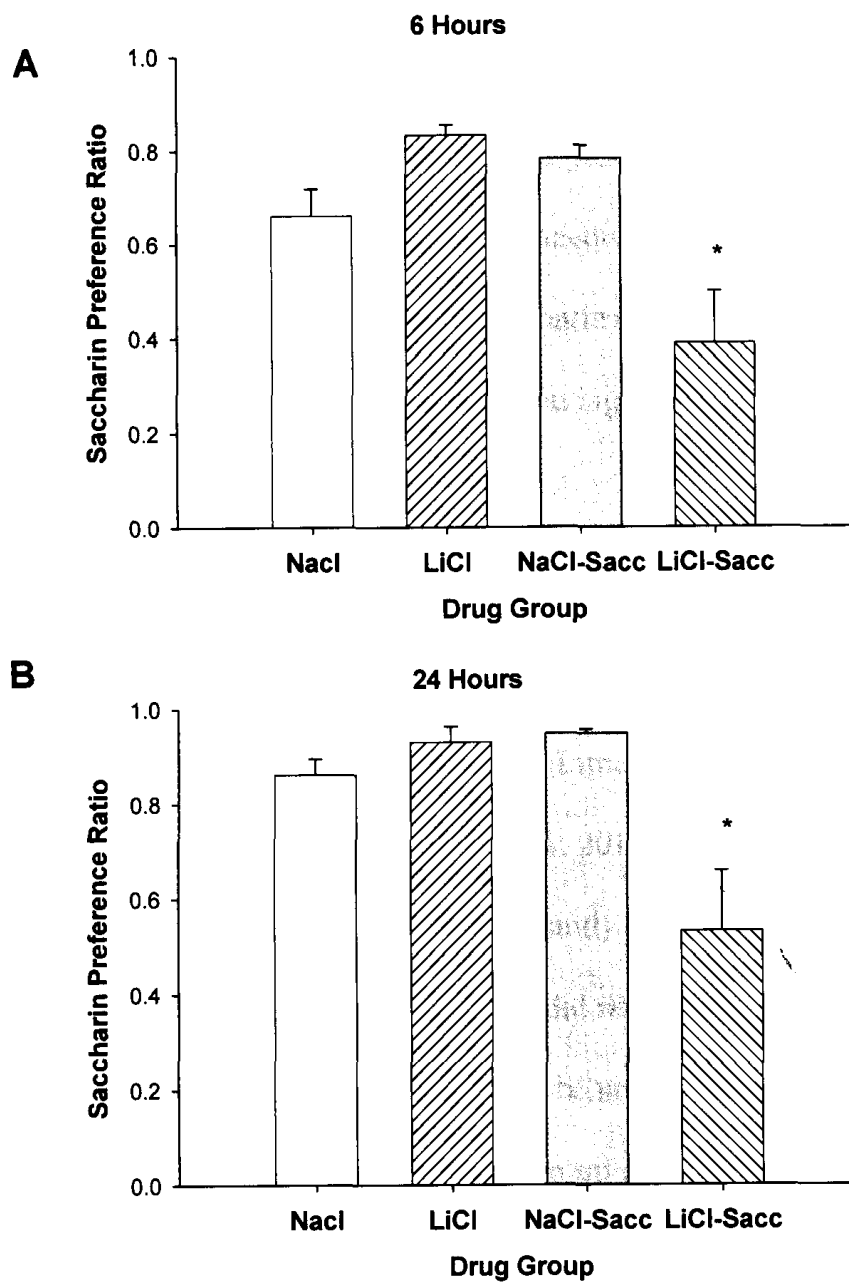 6 Hours
A
1.0
0.8
0.6
0.4
0.2
0.0
Saccharin Preference Ratio
*
Nacl LiCl NaCl-Sacc LiCl-Sacc
Drug Group
B
24 Hours
1.0
0.8
0.6
0.4
0.2
0.0
Saccharin Preference Ratio
*
Nacl LiCl NaCl-Sacc LiCl-Sacc
Drug Group